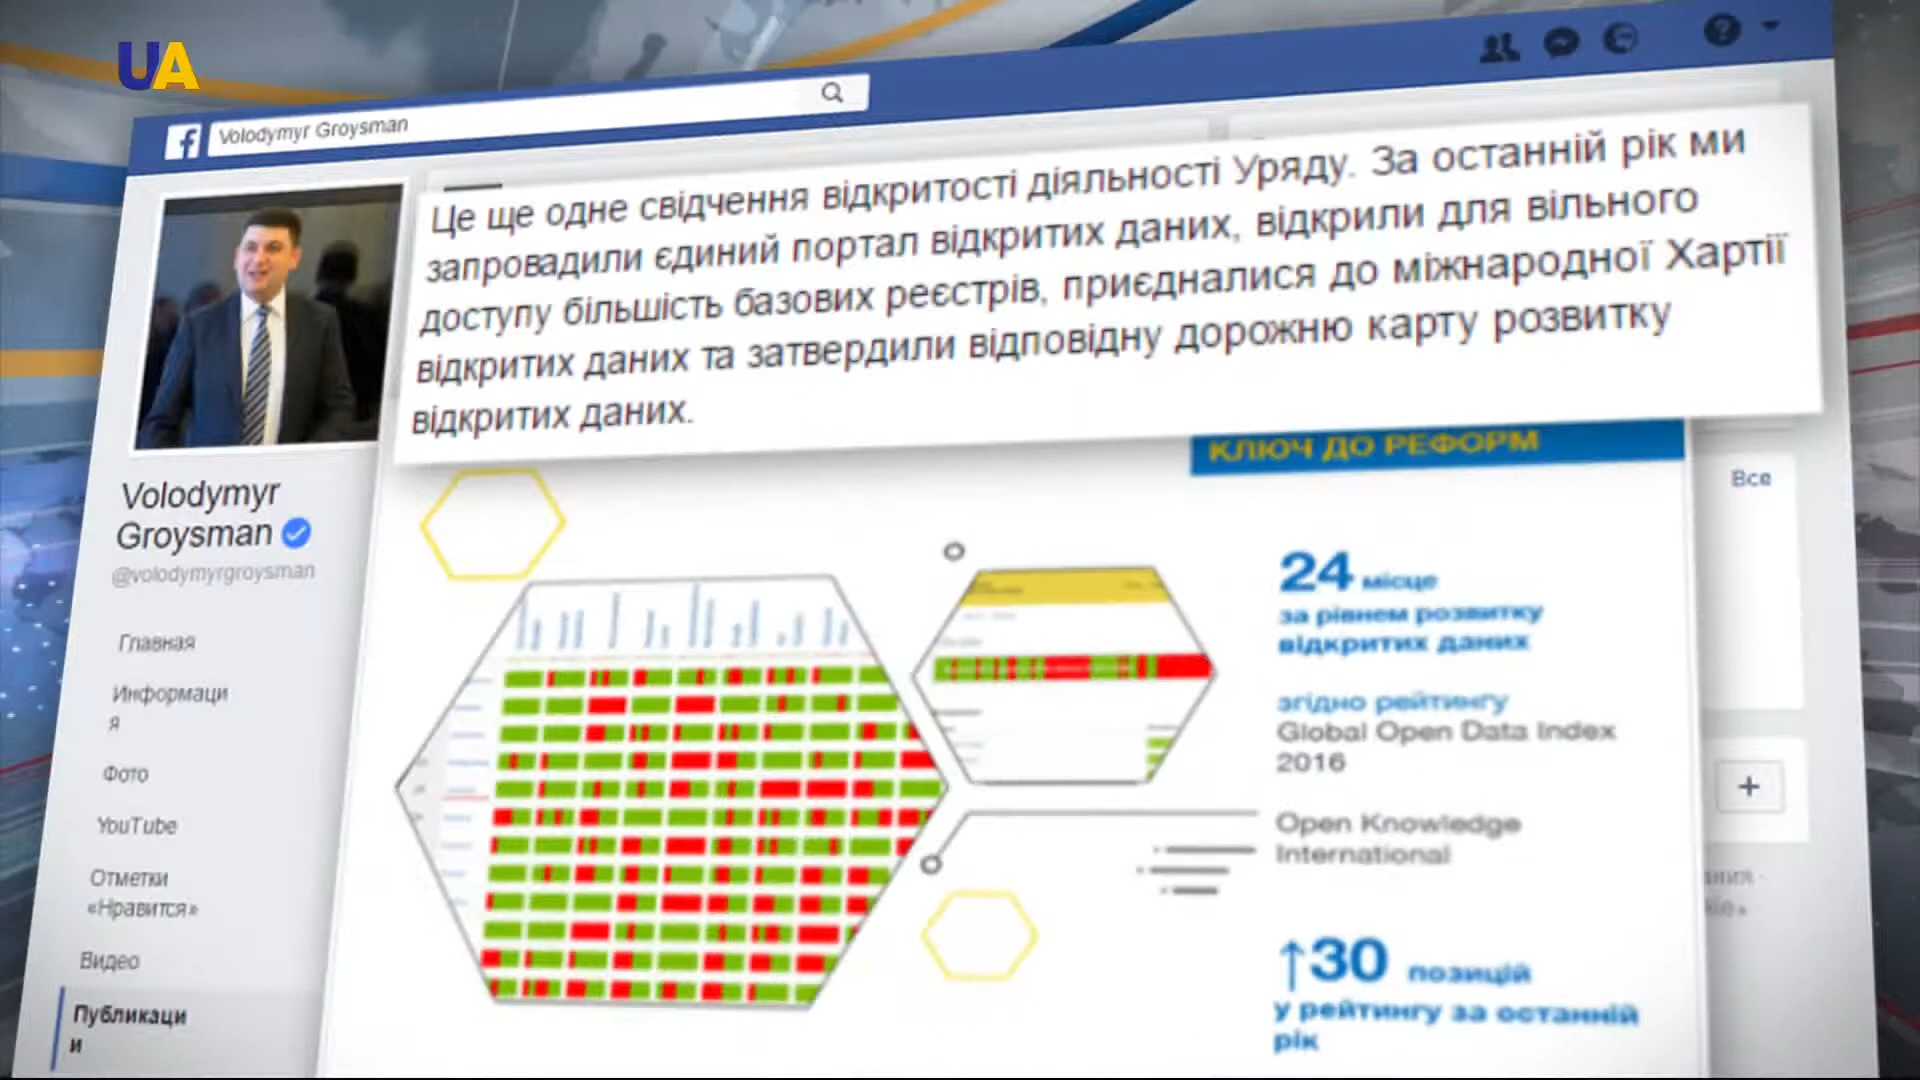 UA
Volodymyr Groysman
Це ще одне свідчення відкритості діяльності Уряду. За останній рік ми
запровадили єдиний портал відкритих даних, відкрили для вільного
доступу більшість базових реєстрів, приєдналися до міжнародної Хартії
відкритих даних та затвердили відповідну дорожню карту розвитку
відкритих даних.
Volodymyr
Groysman
@volodymyrgroysman
Главная
Информаци
я
Фото
YouTube
Отметки
«Нравится»
Видео
Публикаци
и
КЛЮЧ ДО РЕФОРМ
24 місце
за рівнем розвитку
відкритих даних
згідно рейтингу
Global Open Data Index
2016
Open Knowledge
International
↑30 позицій
у рейтингу за останній
рік
Все
+